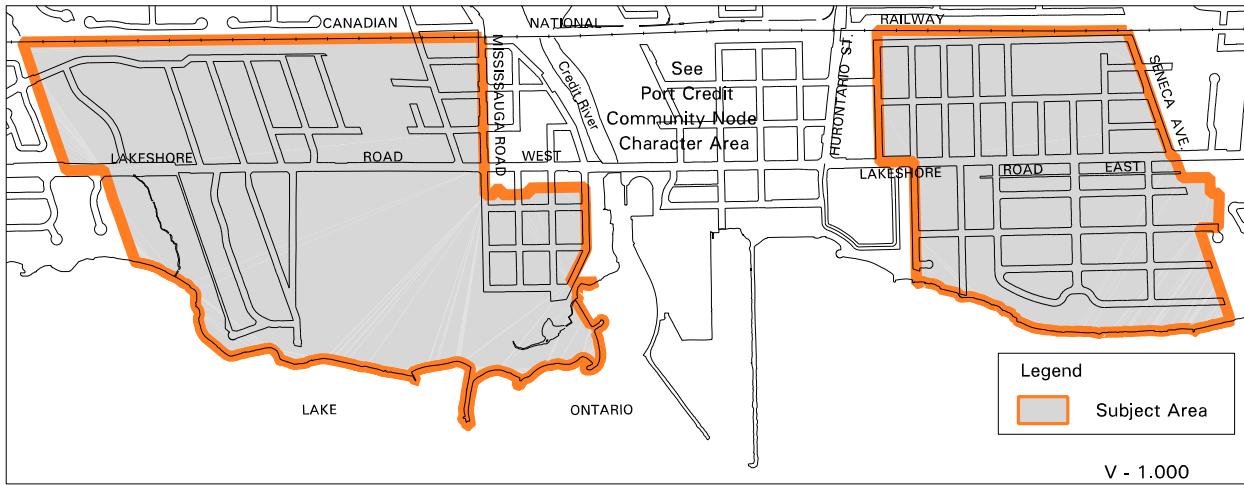 CANADIAN NATIONAL RAILWAY
MISSISSAUGA ROAD
Credit River
See
Port Credit
Community Node
Character Area
HURONTARIO ST.
SENECA AVE.
LAKESHORE ROAD WEST
LAKESHORE ROAD EAST
LAKE ONTARIO
Legend
Subject Area
V - 1.000